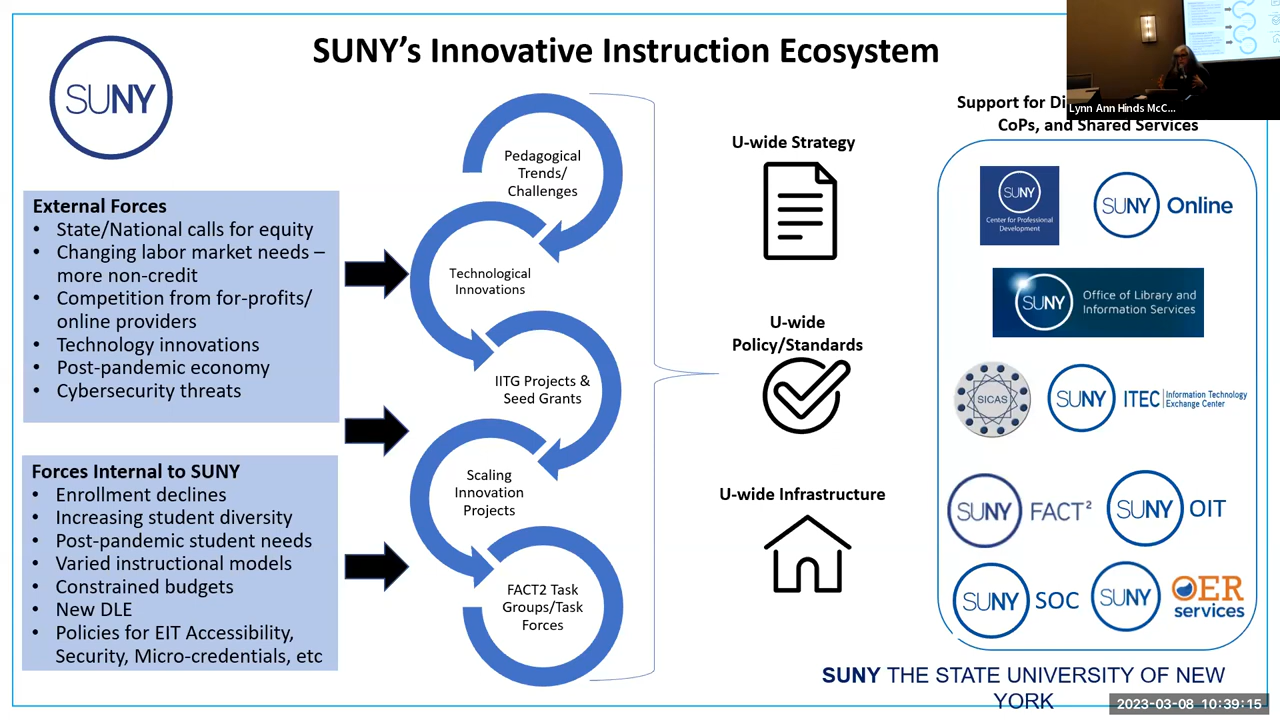 SUNY's Innovative Instruction Ecosystem
SUNY
External Forces
• State/National calls for equity
• Changing labor market needs –
more non-credit
• Competition from for-profits/
online providers
• Technology innovations
• Post-pandemic economy
• Cybersecurity threats
Forces Internal to SUNY
• Enrollment declines
• Increasing student diversity
• Post-pandemic student needs
• Varied instructional models
• Constrained budgets
• New DLE
• Policies for EIT Accessibility,
Security, Micro-credentials, etc
Pedagogical
Trends/
Challenges
Technological
Innovations
IITG Projects &
Seed Grants
Scaling
Innovation
Projects
FACT2 Task
Groups/Task
Forces
U-wide Strategy
U-wide
Policy/Standards
U-wide Infrastructure
Lynn Ann Hinds McC...
Support for Di
CoPs, and Shared Services
SUNY
Center for Professional
Development
SUNY Online
SUNY Office of Library and
Information Services
SICAS
SUNY ITEC Information Technology
Exchange Center
SUNY FACT²
SUNY OIT
SUNY SOC
SUNY OER
services
SUNY THE STATE UNIVERSITY OF NEW
YORK
2023-03-08 10:39:15